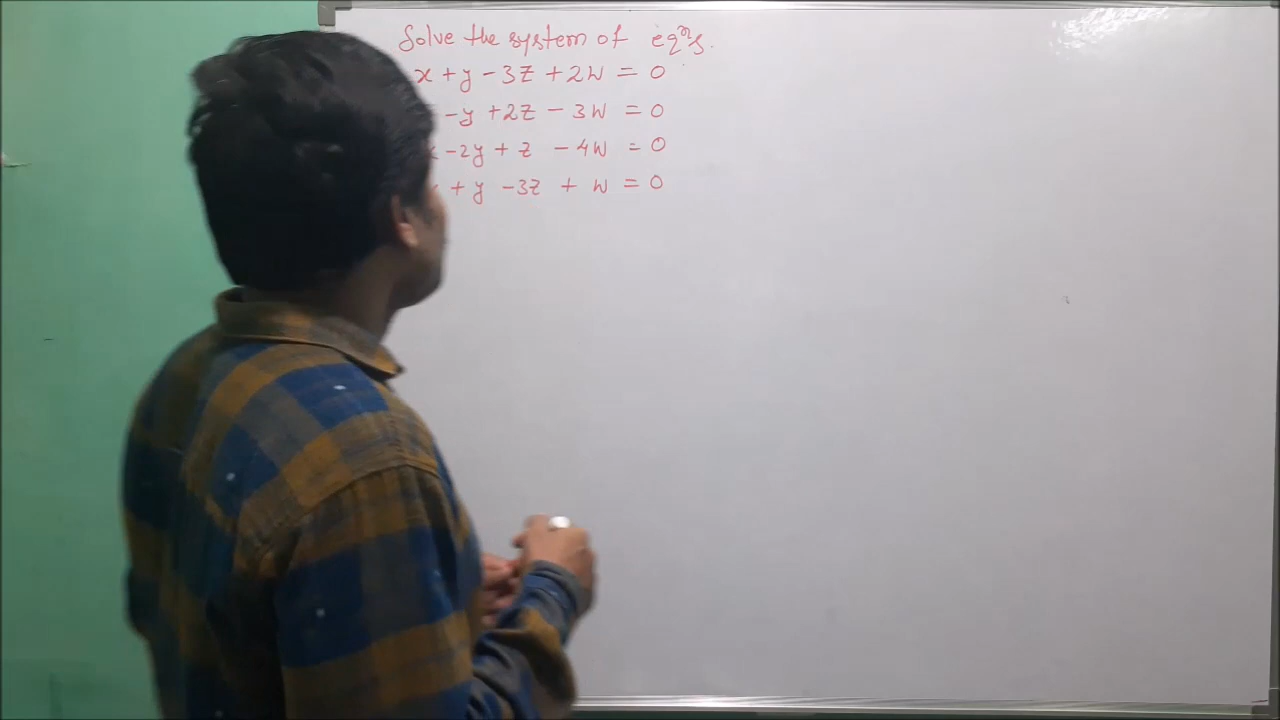 Solve the system of eqns.
x + y - 3z + 2w = 0
- y + 2z - 3w = 0
- 2y + z - 4w = 0
+ y - 3z + w = 0